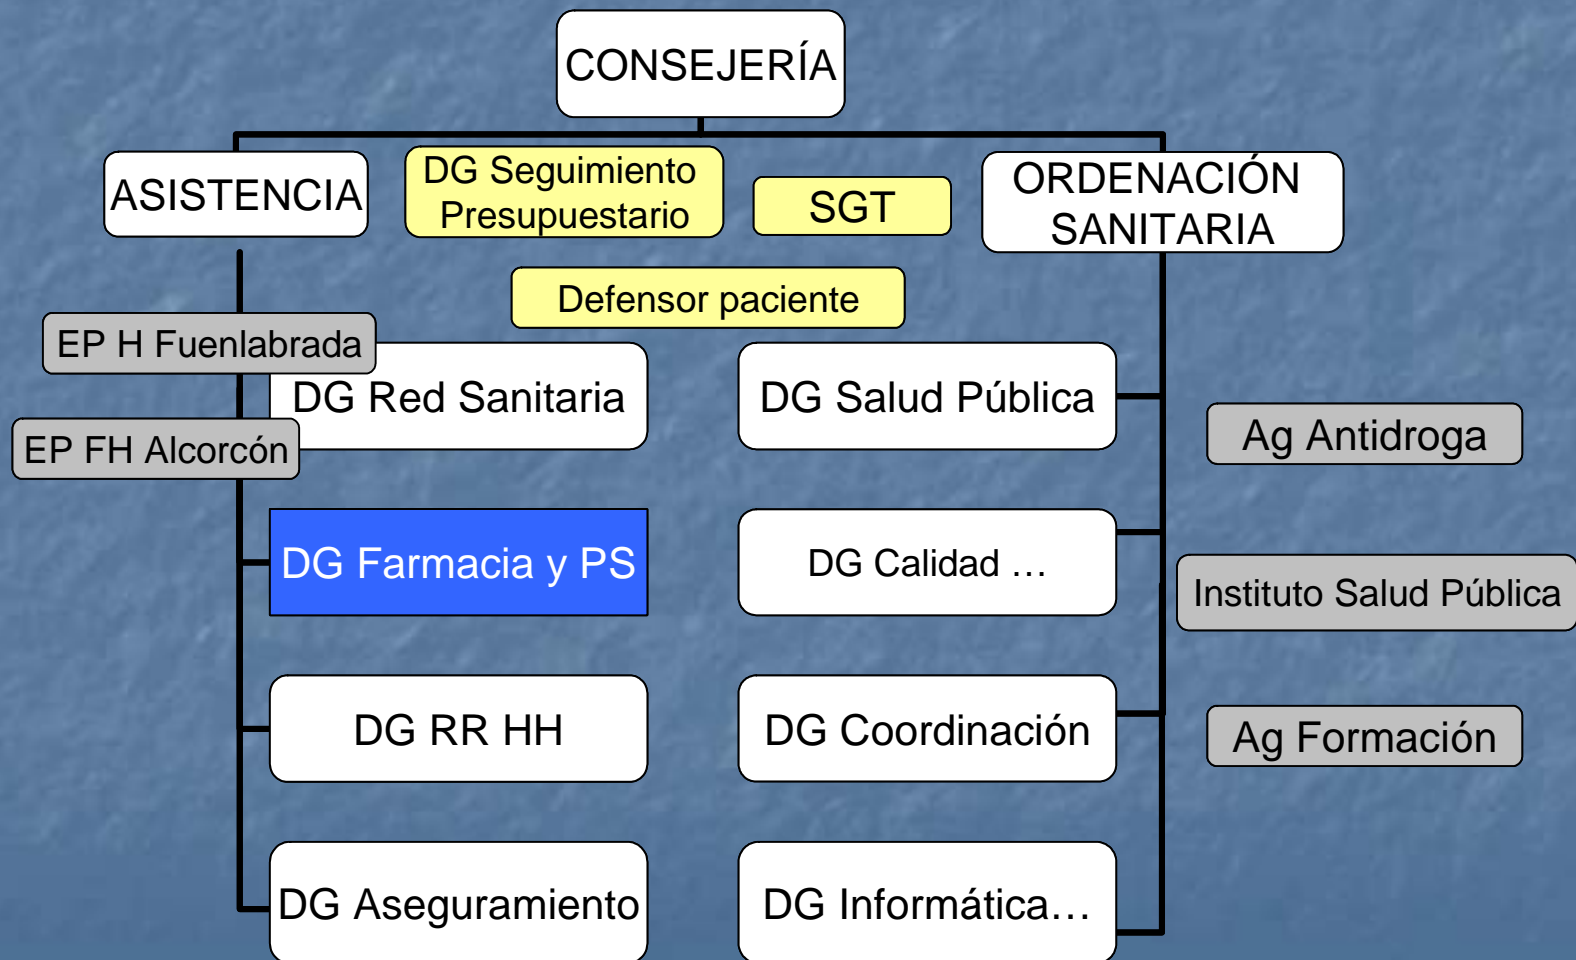 CONSEJERÍA
ASISTENCIA
DG Seguimiento
Presupuestario
SGT
ORDENACIÓN
SANITARIA
Defensor paciente
EP H Fuenlabrada
DG Red Sanitaria
DG Salud Pública
EP FH Alcorcón
Ag Antidroga
DG Farmacia y PS
DG Calidad …
Instituto Salud Pública
DG RR HH
DG Coordinación
Ag Formación
DG Aseguramiento
DG Informática…